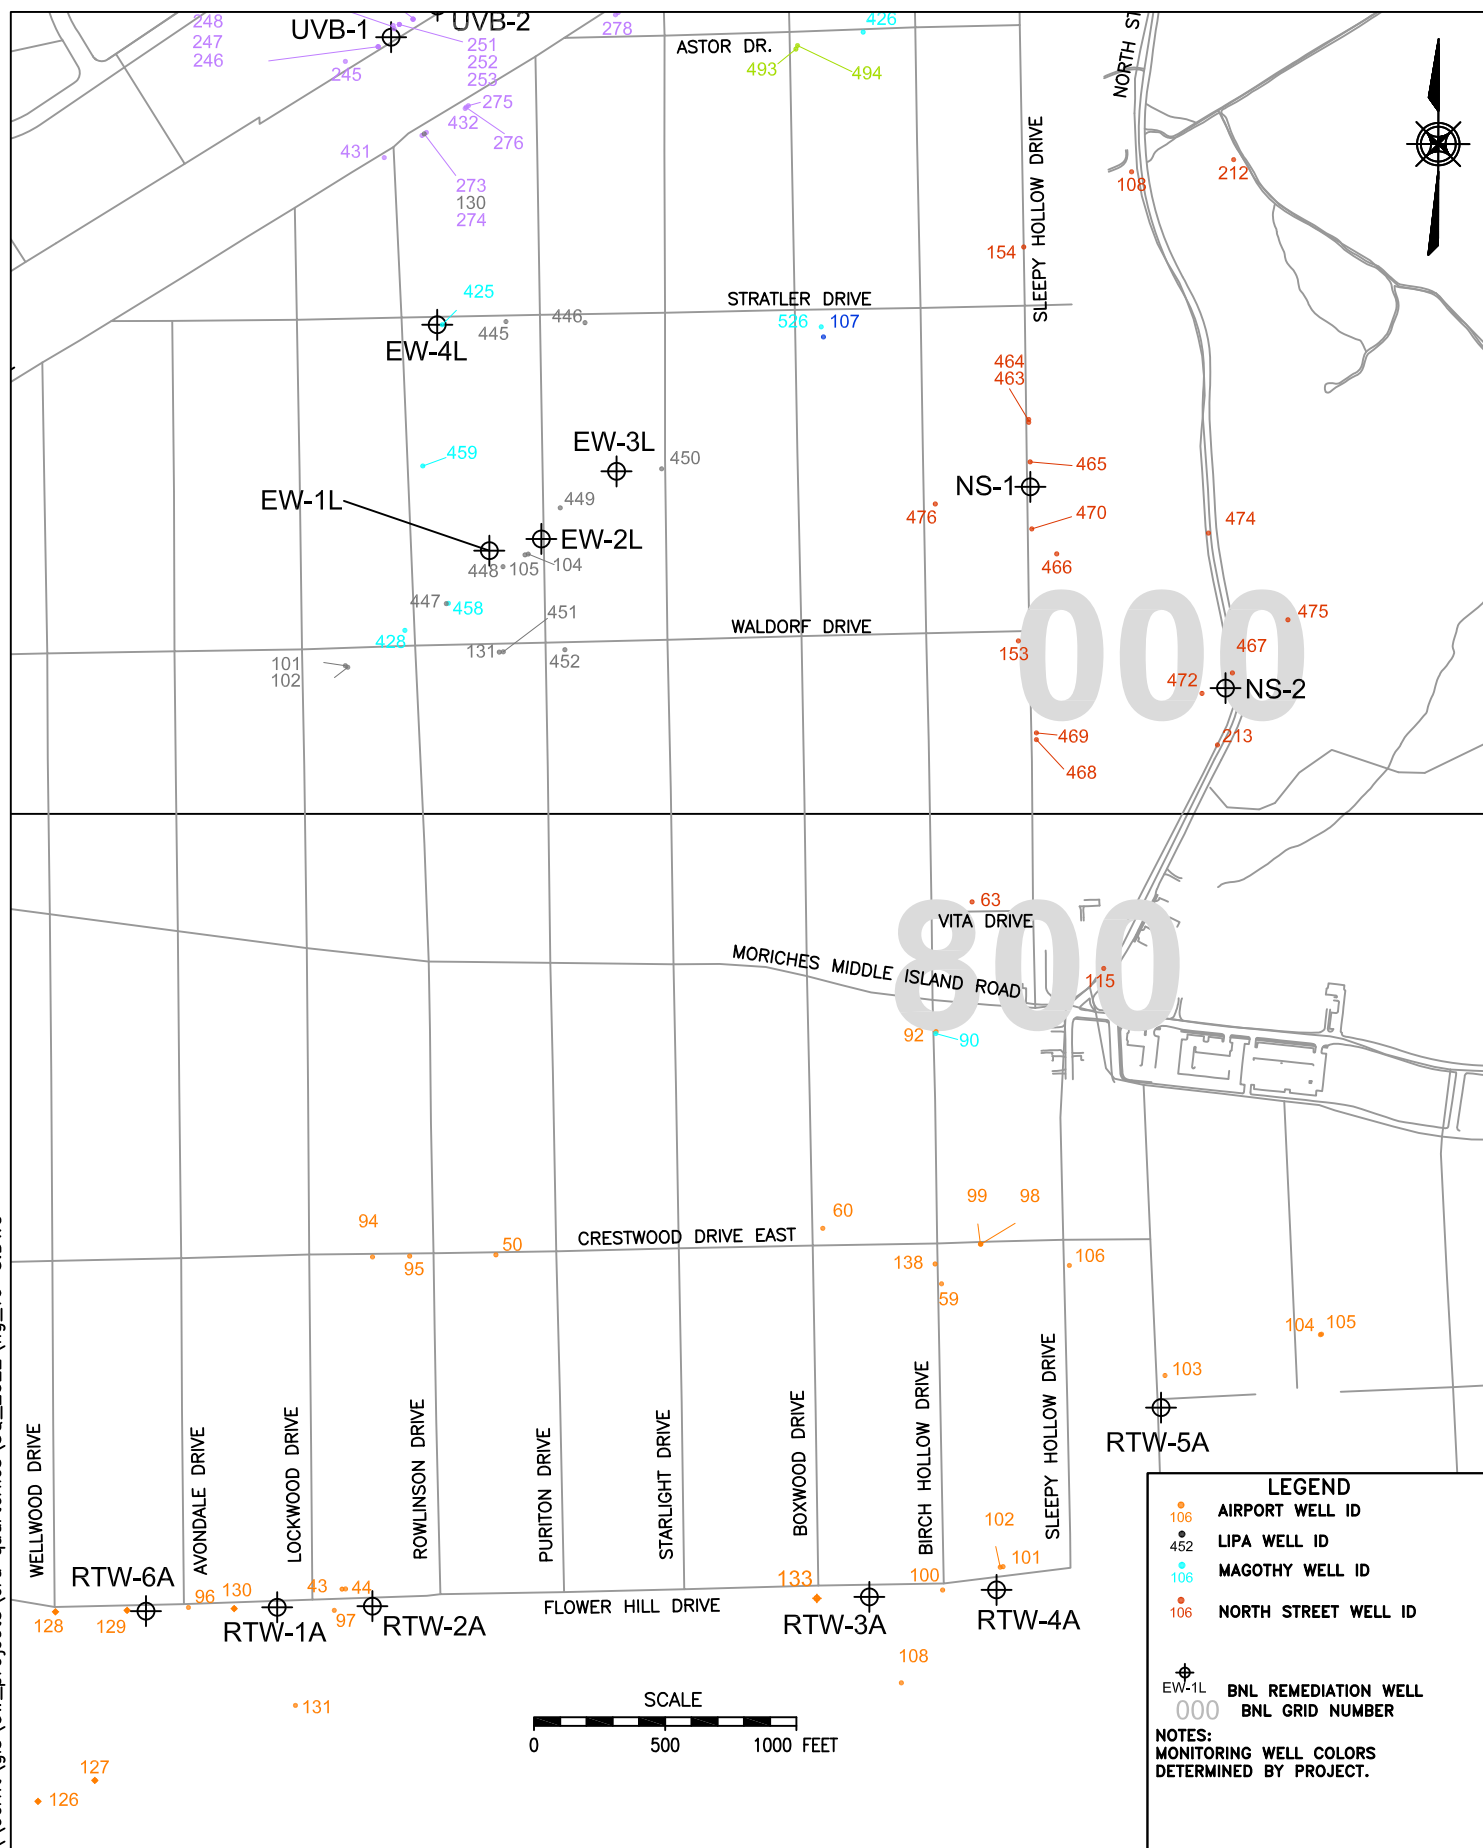 248
247
246
245
UVB-1
UVB-2
251
252
253
278
426
ASTOR DR.
493
494
275
432
276
431
273
130
274
108
212
154
SLEEPY HOLLOW DRIVE
425
445
446
STRATLER DRIVE
526
107
EW-4L
464
463
459
EW-3L
450
465
EW-1L
449
NS-1
476
470
474
EW-2L
448
105
104
466
447
458
451
000
475
428
WALDORF DRIVE
153
467
101
102
131
452
472
NS-2
213
469
468
63
800
VITA DRIVE
MORICHES MIDDLE ISLAND ROAD
115
92
90
99
98
94
60
CRESTWOOD DRIVE EAST
50
95
138
106
59
104
105
103
WELLWOOD DRIVE
AVONDALE DRIVE
LOCKWOOD DRIVE
ROWLINSON DRIVE
PURITON DRIVE
STARLIGHT DRIVE
BOXWOOD DRIVE
BIRCH HOLLOW DRIVE
SLEEPY HOLLOW DRIVE
RTW-5A
102
101
RTW-6A
96
130
43
44
133
100
128
129
RTW-1A
97
RTW-2A
FLOWER HILL DRIVE
RTW-3A
RTW-4A
108
131
127
126
SCALE
0
500
1000 FEET
LEGEND
106
AIRPORT WELL ID
452
LIPA WELL ID
106
MAGOTHY WELL ID
106
NORTH STREET WELL ID
EW-1L
BNL REMEDIATION WELL
000
BNL GRID NUMBER
NOTES:
MONITORING WELL COLORS
DETERMINED BY PROJECT.